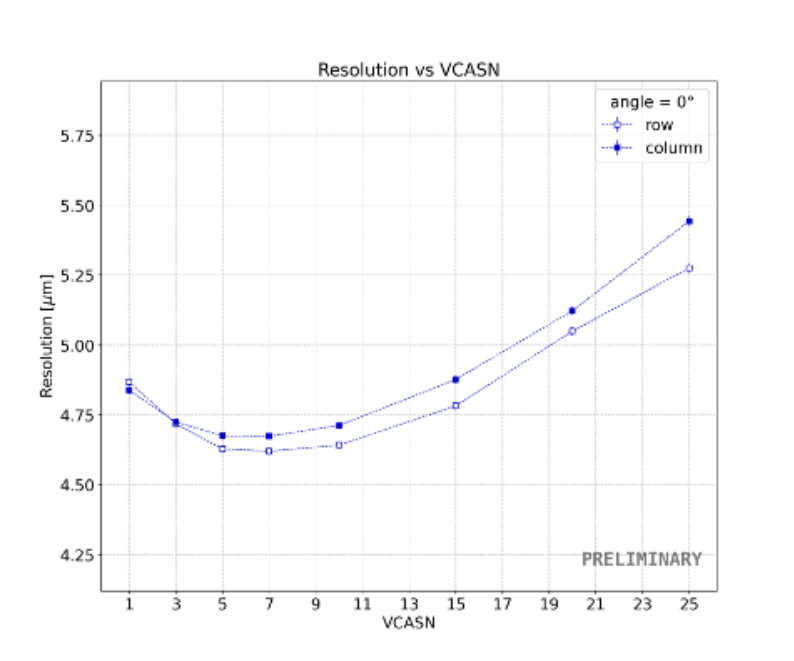 Resolution vs VCASN
angle = 0°
row
column
5.75
5.50
5.25
5.00
4.75
4.50
4.25
Resolution [μm]
PRELIMINARY
1 3 5 7 9 11 13 15 17 19 21 23 25
VCASN